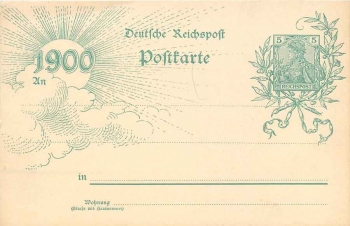 Deutsche Reichspost
Postkarte
1900
An
5 5
REICHSPOST
in
Wohnung
(Straße und Hausnummer)